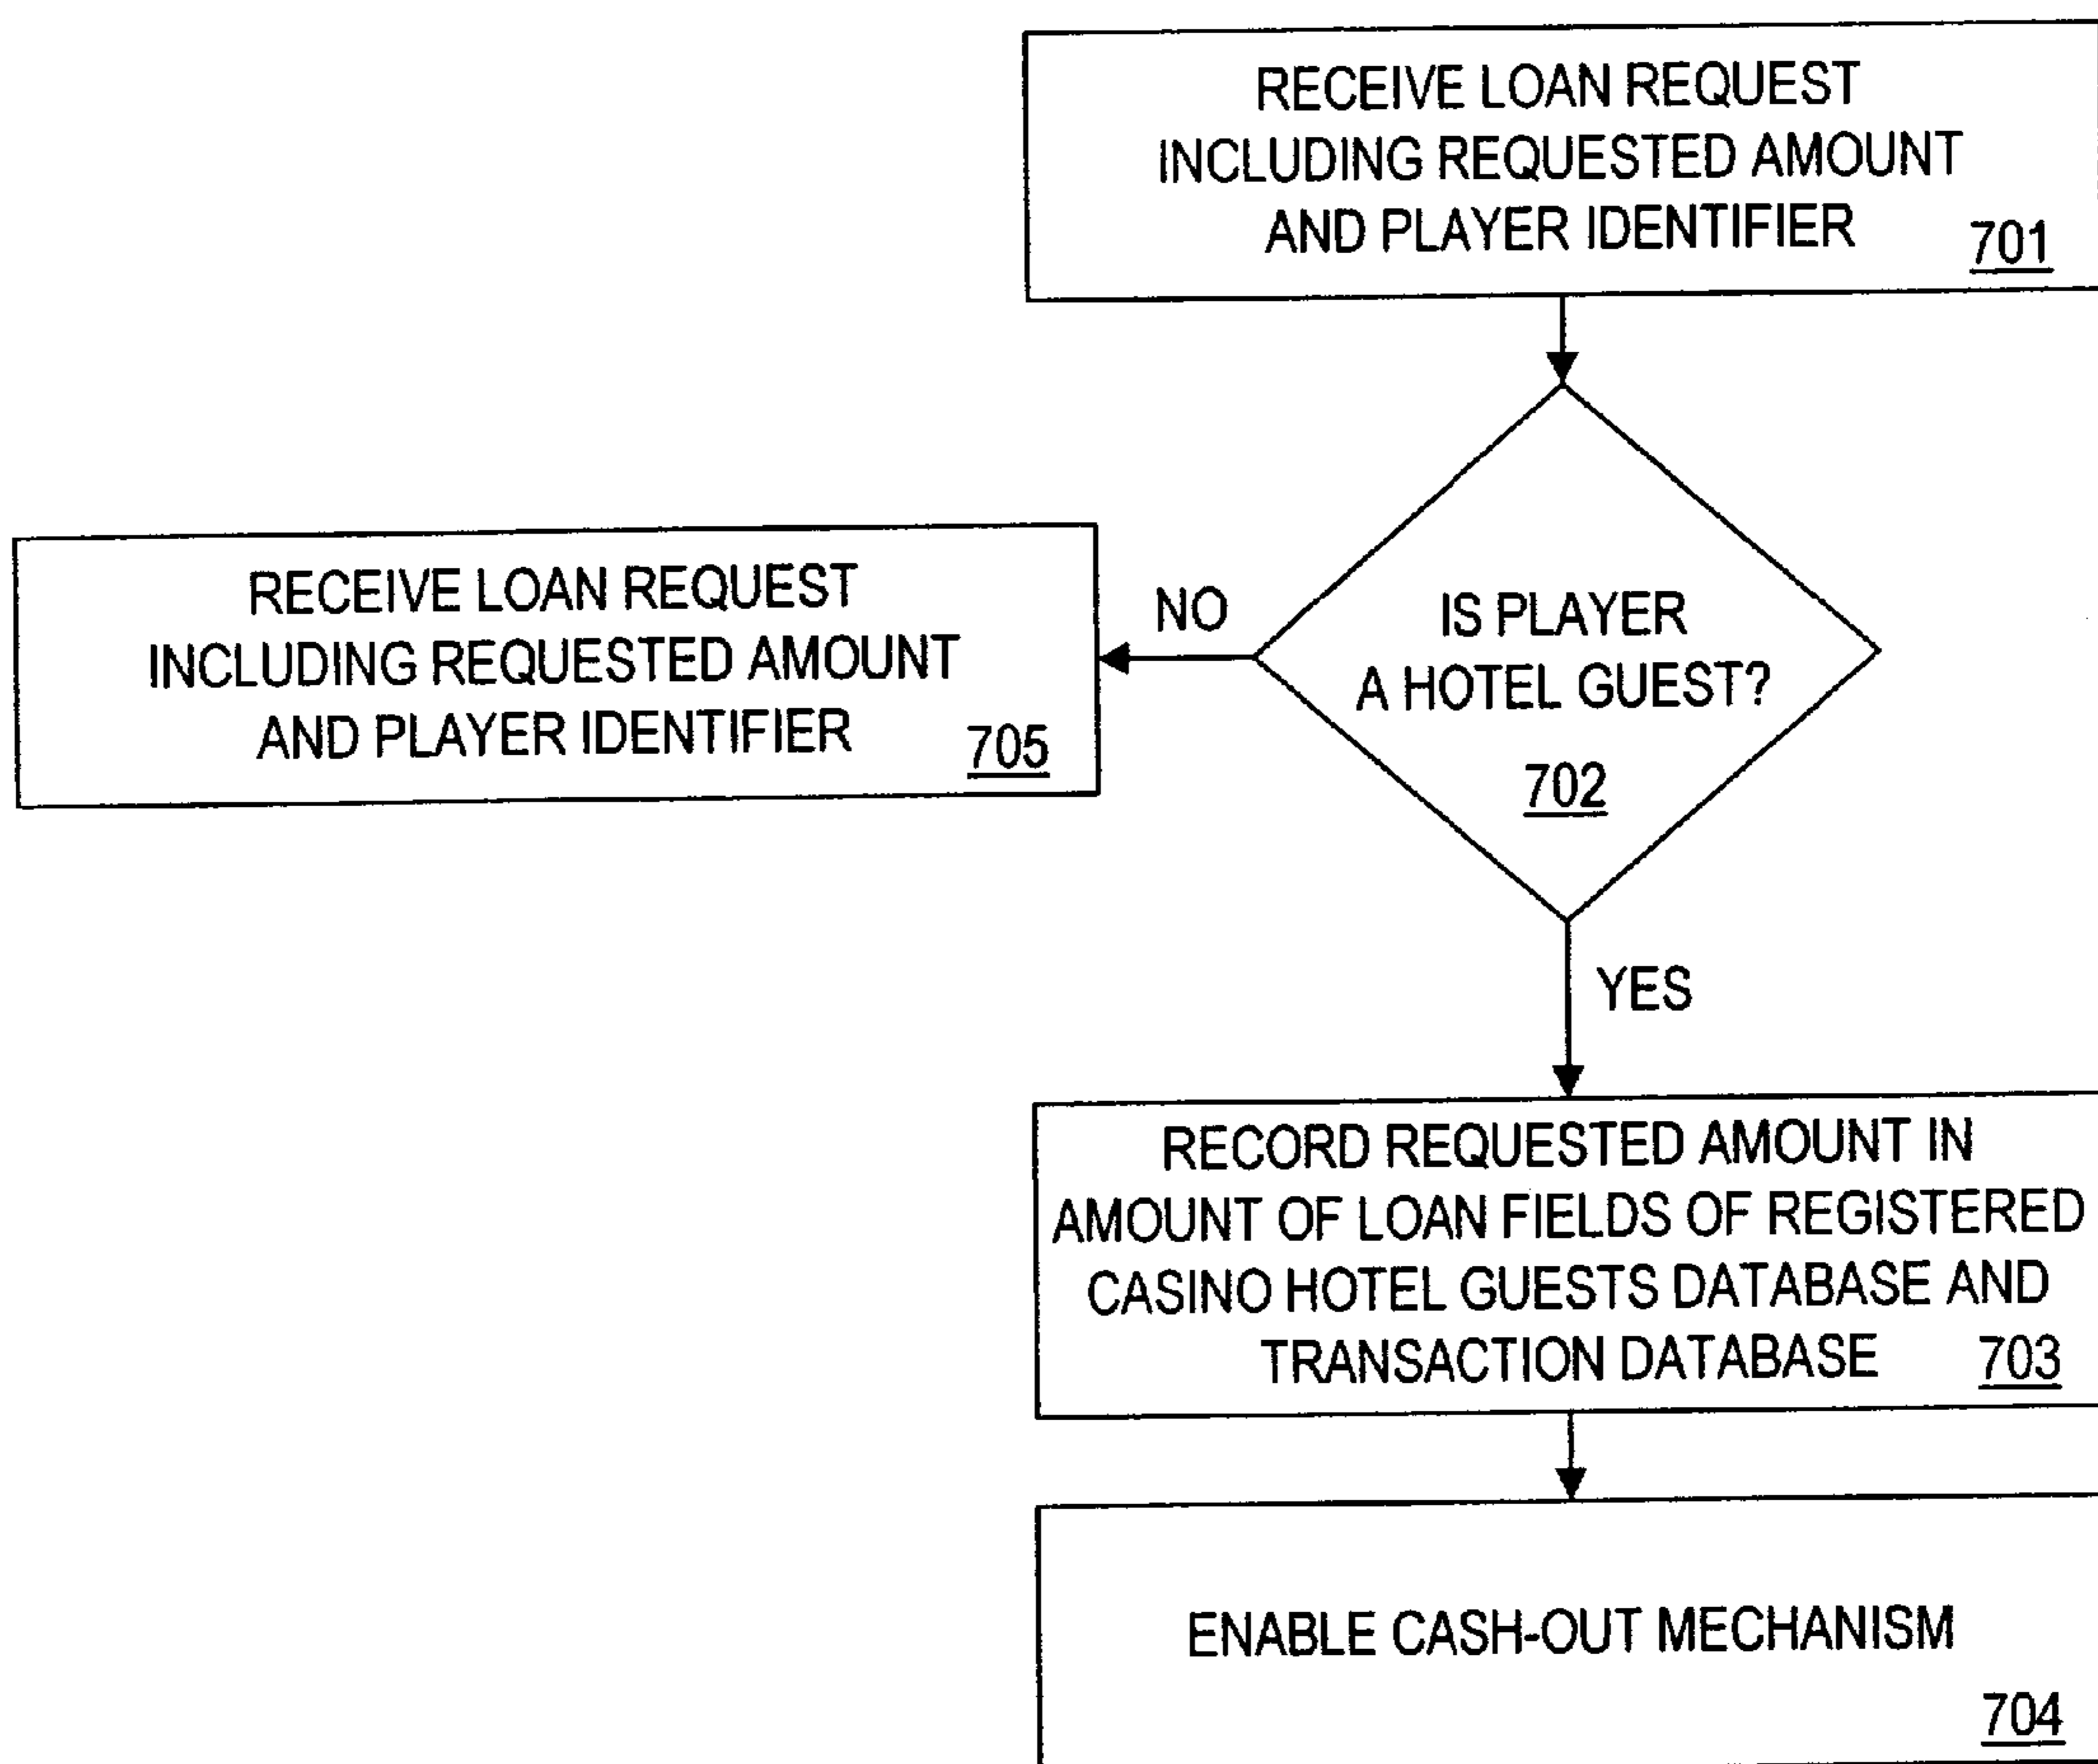 RECEIVE LOAN REQUEST
INCLUDING REQUESTED AMOUNT
AND PLAYER IDENTIFIER 701
IS PLAYER
A HOTEL GUEST?
702
NO
RECEIVE LOAN REQUEST
INCLUDING REQUESTED AMOUNT
AND PLAYER IDENTIFIER 705
YES
RECORD REQUESTED AMOUNT IN
AMOUNT OF LOAN FIELDS OF REGISTERED
CASINO HOTEL GUESTS DATABASE AND
TRANSACTION DATABASE 703
ENABLE CASH-OUT MECHANISM
704